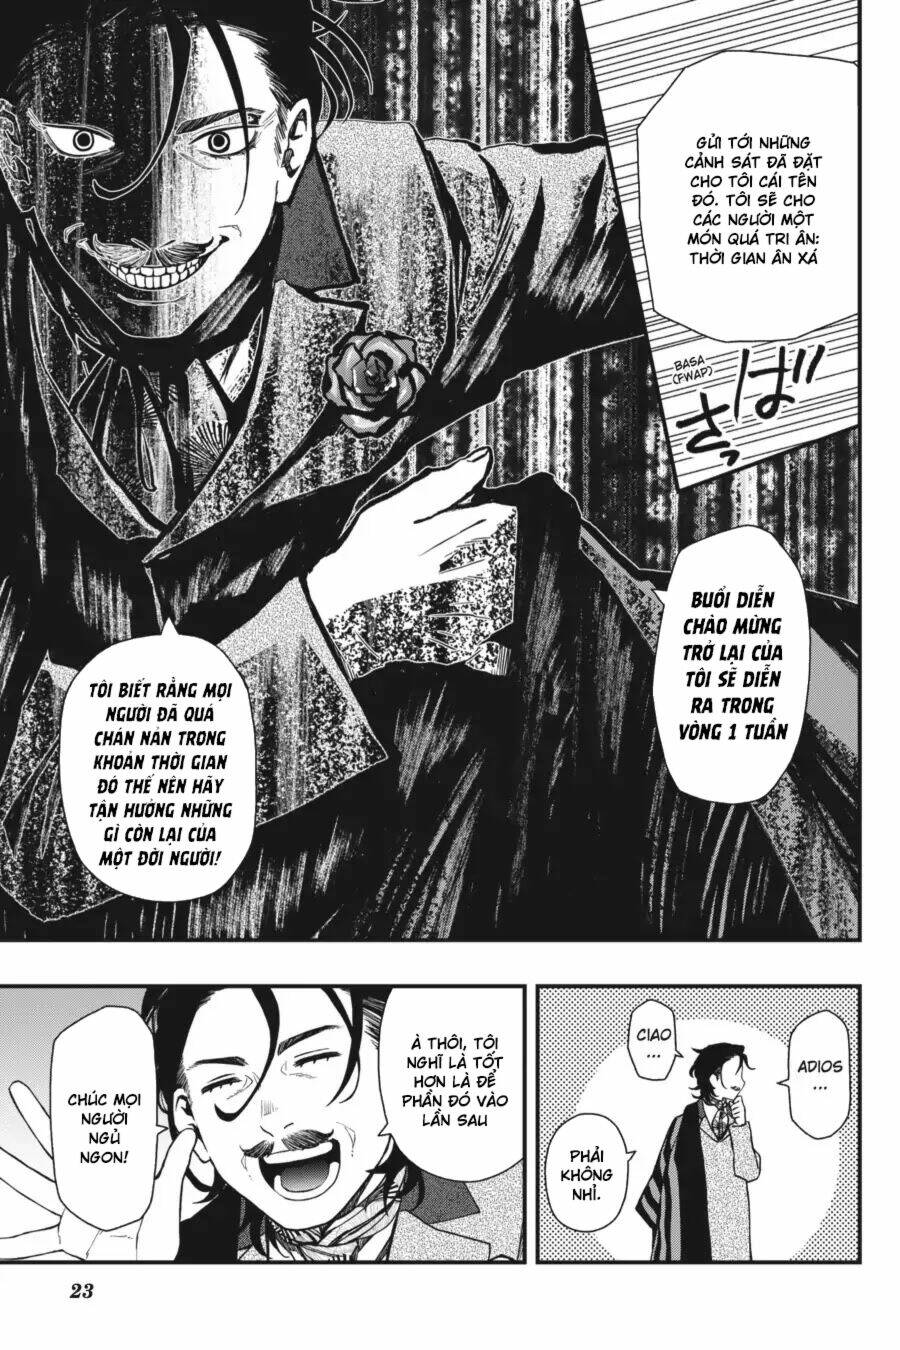 GỬI TỚI NHỮNG
CẢNH SÁT ĐÃ ĐẶT
CHO TÔI CÁI TÊN
ĐÓ. TÔI SẼ CHO
CÁC NGƯỜI MỘT
MÓN QUÁ TRI ÂN:
THỜI GIAN ÂN XÁ
BASA
(FWAP)
ばさっ
BUỔI DIỄN
CHÀO MỪNG
TRỞ LẠI CỦA
TÔI SẼ DIỄN
RA TRONG
VÒNG 1 TUẦN
TÔI BIẾT RẰNG MỌI
NGƯỜI ĐÃ QUÁ
CHÁN NẢN TRONG
KHOẢN THỜI GIAN
ĐÓ THẾ NÊN HÃY
TẬN HƯỞNG NHỮNG
GÌ CÒN LẠI CỦA
MỘT ĐỜI NGƯỜI!
ADIOS
...
CIAO
...
PHẢI
KHÔNG
NHỈ.
À THÔI, TÔI
NGHĨ LÀ TỐT
HƠN LÀ ĐỂ
PHẦN ĐÓ VÀO
LẦN SAU
CHÚC MỌI
NGƯỜI
NGỦ
NGON!
23